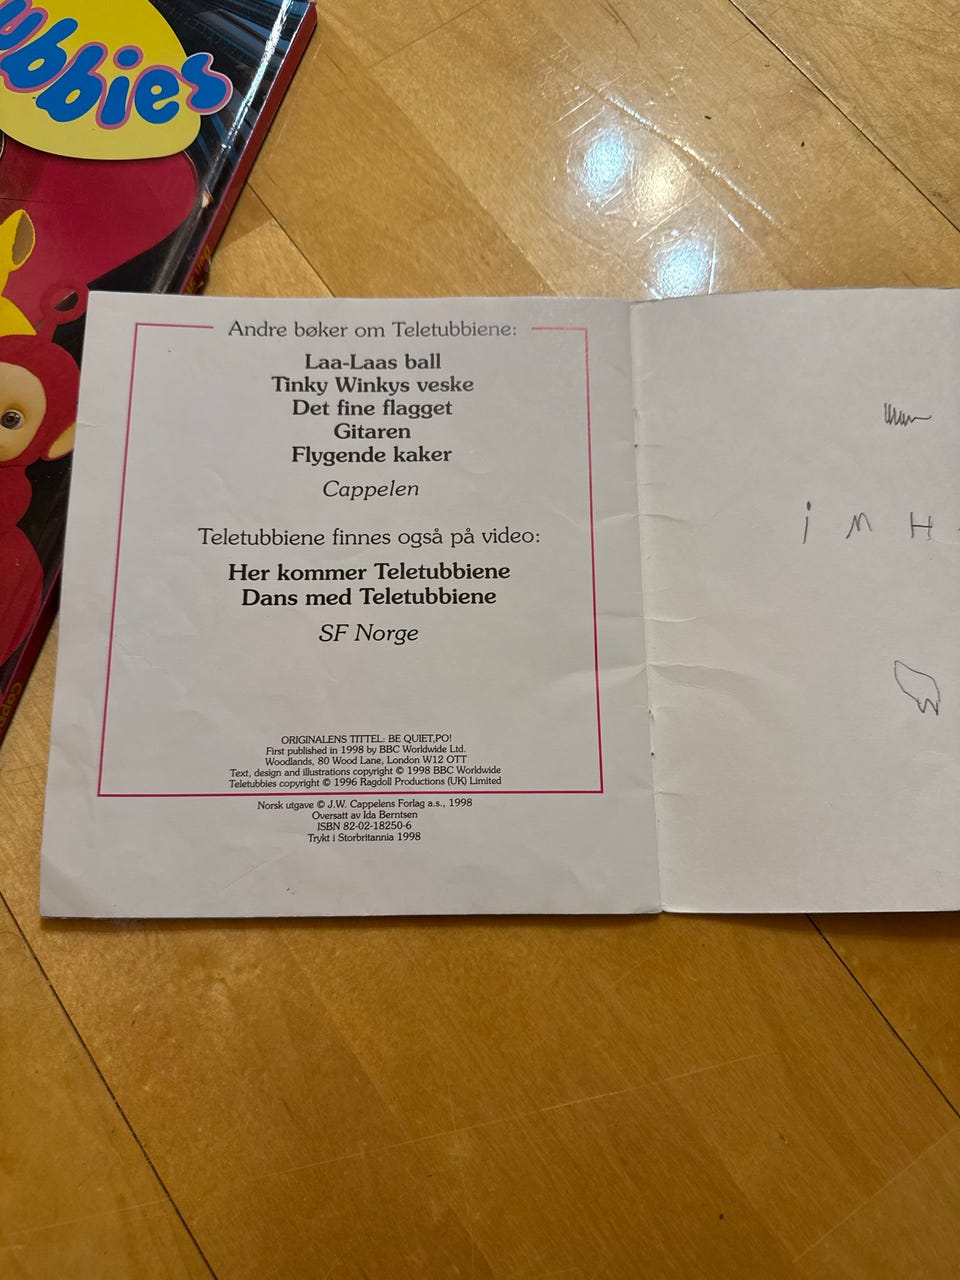 ubbies
Andre bøker om Teletubbiene:
Laa-Laas ball
Tinky Winkys veske
Det fine flagget
Gitaren
Flygende kaker
Cappelen
Teletubbiene finnes også på video:
Her kommer Teletubbiene
Dans med Teletubbiene
SF Norge
ORIGINALENS TITTEL: BE QUIET,PO!
First published in 1998 by BBC Worldwide Ltd.
Woodlands, 80 Wood Lane, London W12 OTT
Text, design and illustrations copyright © 1998 BBC Worldwide
Teletubbies copyright © 1996 Ragdoll Productions (UK) Limited
Norsk utgave © J.W. Cappelens Forlag a.s., 1998
Oversatt av Ida Berntsen
ISBN 82-02-18250-6
Trykt i Storbritannia 1998
i M H